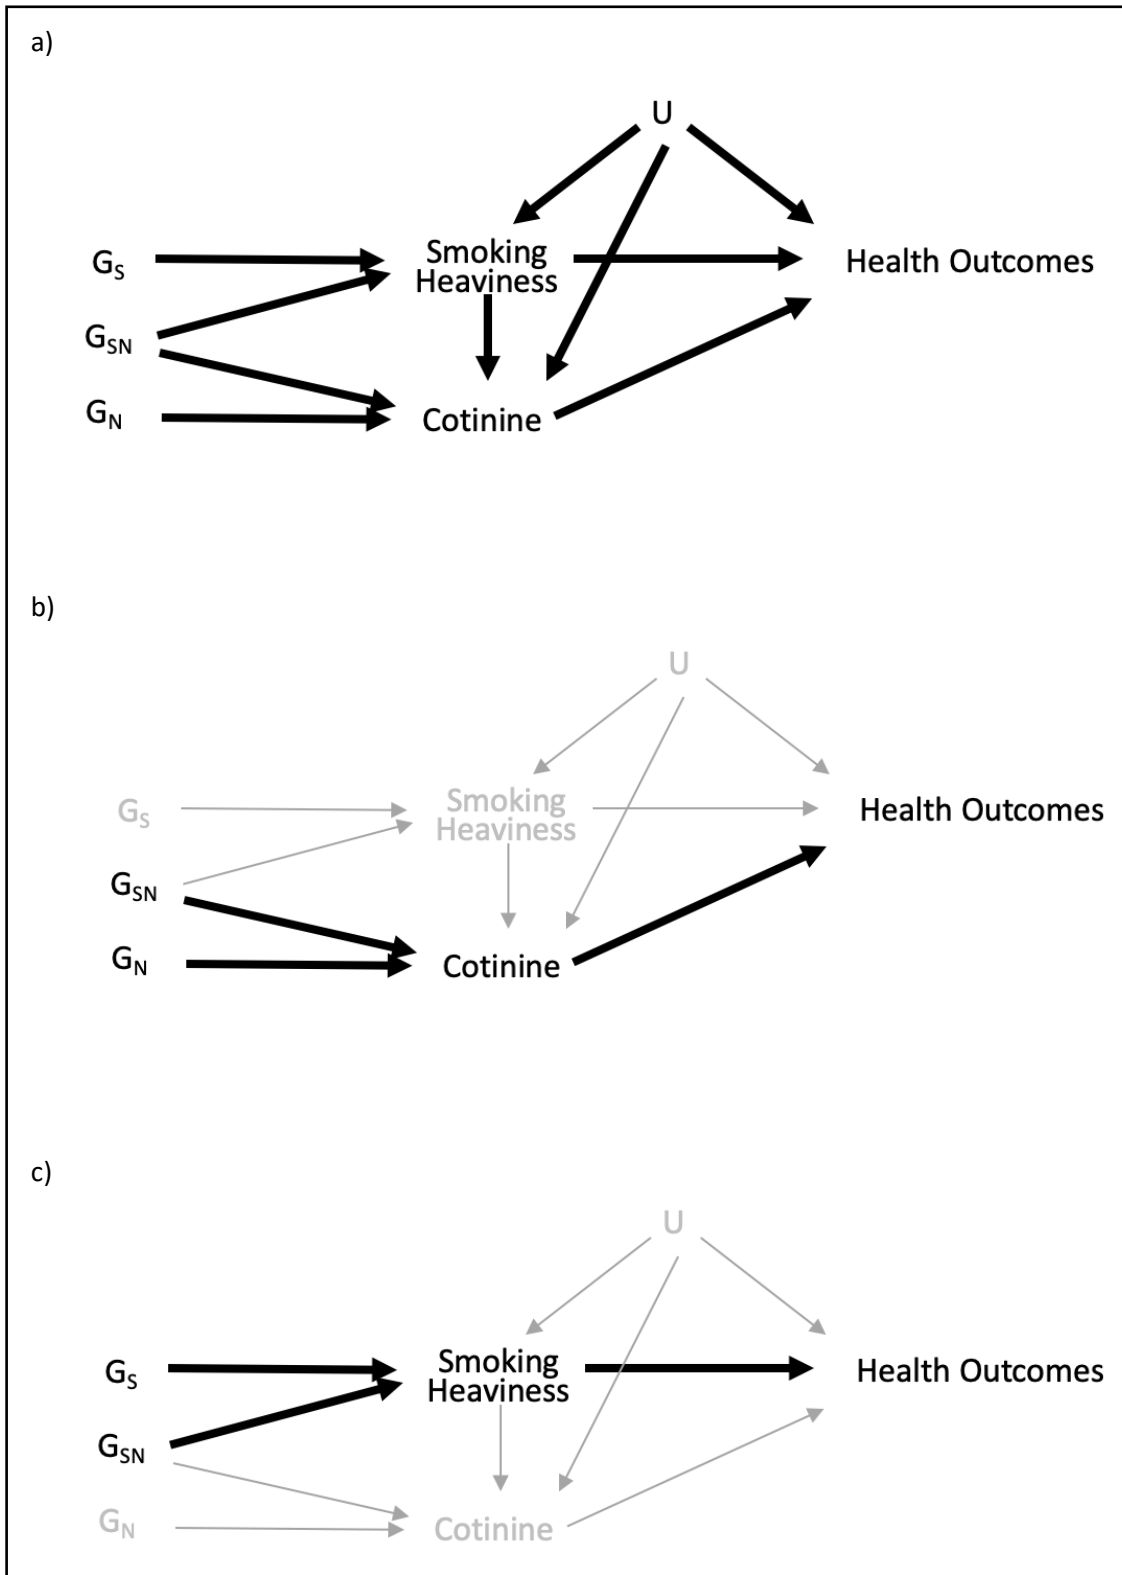 a)
U
Smoking
Heaviness
Health Outcomes
G_S
G_SN
G_N
Cotinine
b)
U
Smoking
Heaviness
Health Outcomes
G_S
G_SN
G_N
Cotinine
c)
U
Smoking
Heaviness
Health Outcomes
G_S
G_SN
G_N
Cotinine